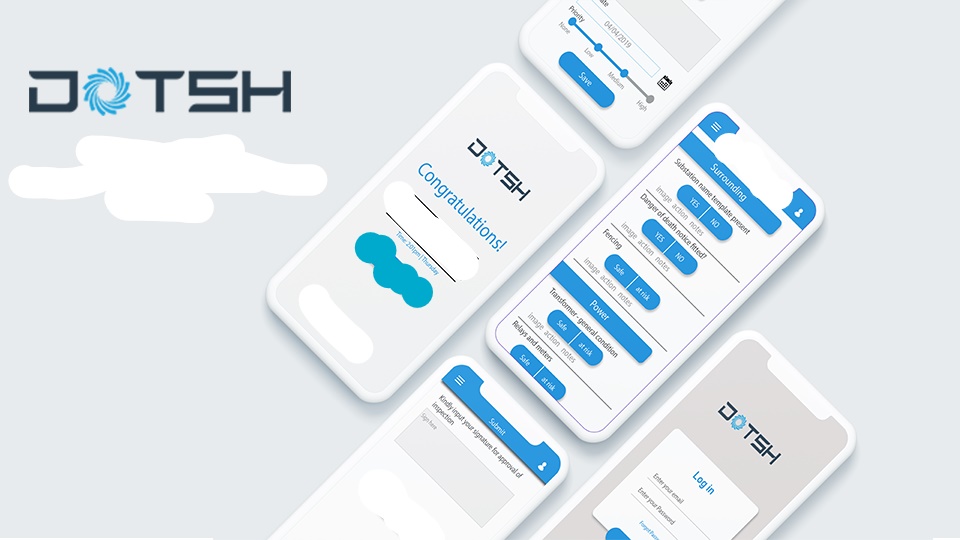 DOTSH
ate
04/04/2019
Priority
None
Low
Medium
High
Save
DOTSH
Congratulations!
Time: 2:01pm | Thursday
Surrounding
Substation name template present
YES NO
image action notes
Danger of death notice fitted?
YES NO
image action notes
Fencing
Safe at risk
image action notes
Power
Transformer - general condition
Safe at risk
image action notes
Relays and meters
Safe at risk
Submit
Kindly input your signature for approval of
inspection
Sign here
DOTSH
Log in
Enter your email
Enter your Password
Forgot Pass